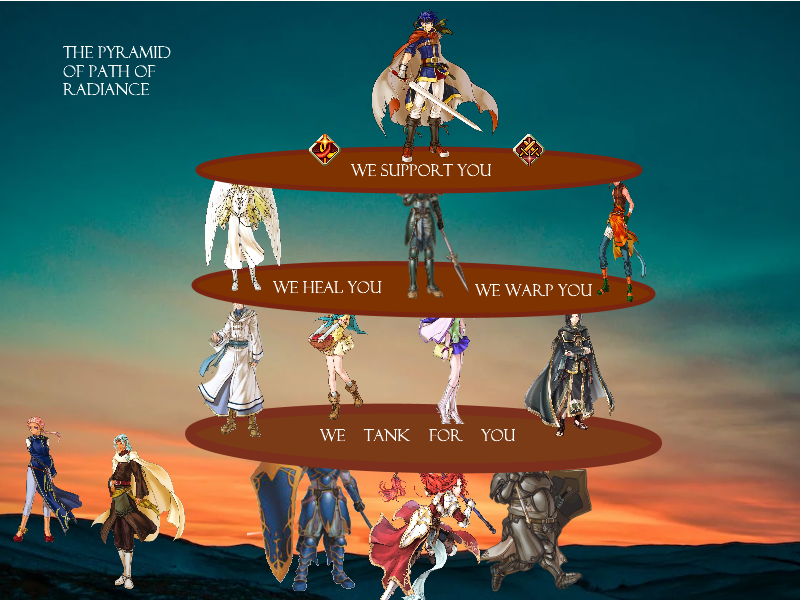 THE PYRAMID
OF PATH OF
RADIANCE
WE SUPPORT YOU
WE HEAL YOU
WE WARP YOU
WE TANK FOR YOU